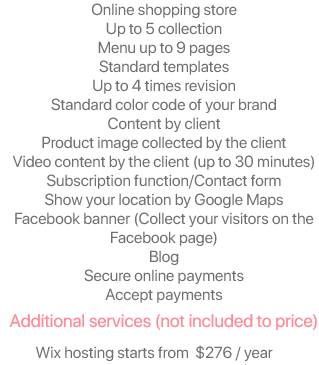 Online shopping store
Up to 5 collection
Menu up to 9 pages
Standard templates
Up to 4 times revision
Standard color code of your brand
Content by client
Product image collected by the client
Video content by the client (up to 30 minutes)
Subscription function/Contact form
Show your location by Google Maps
Facebook banner (Collect your visitors on the
Facebook page)
Blog
Secure online payments
Accept payments
Additional services (not included to price)
Wix hosting starts from $276 / year